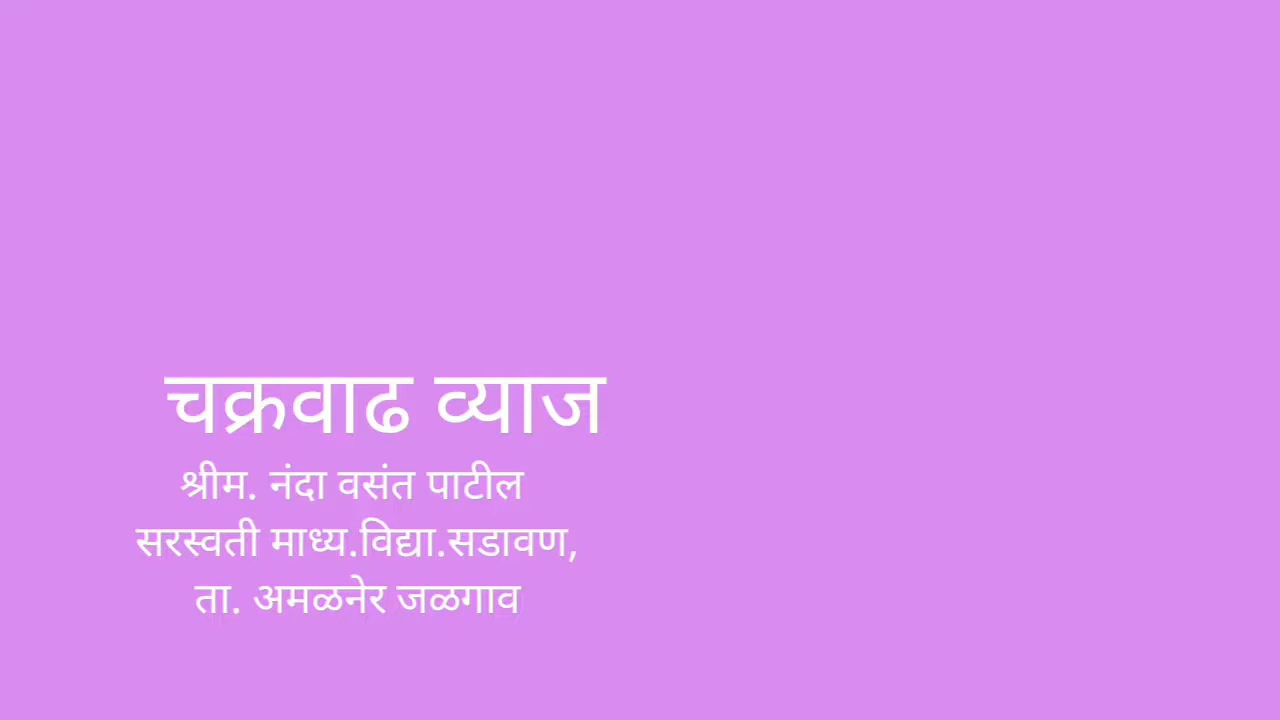 चक्रवाढ व्याज
श्रीम. नंदा वसंत पाटील
सरस्वती माध्य.विद्या.सडावण,
ता. अमळनेर जळगाव